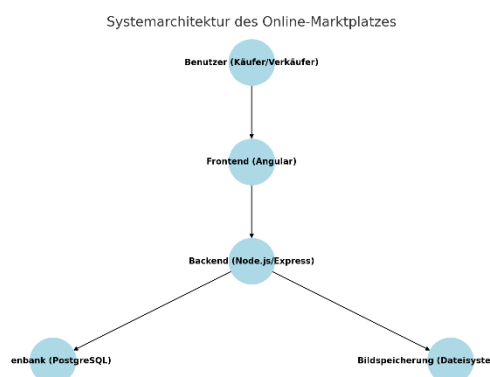 Systemarchitektur des Online-Marktplatzes
Benutzer (Käufer/Verkäufer)
Frontend (Angular)
Backend (Node.js/Express)
enbank (PostgreSQL)
Bildspeicherung (Dateisyste